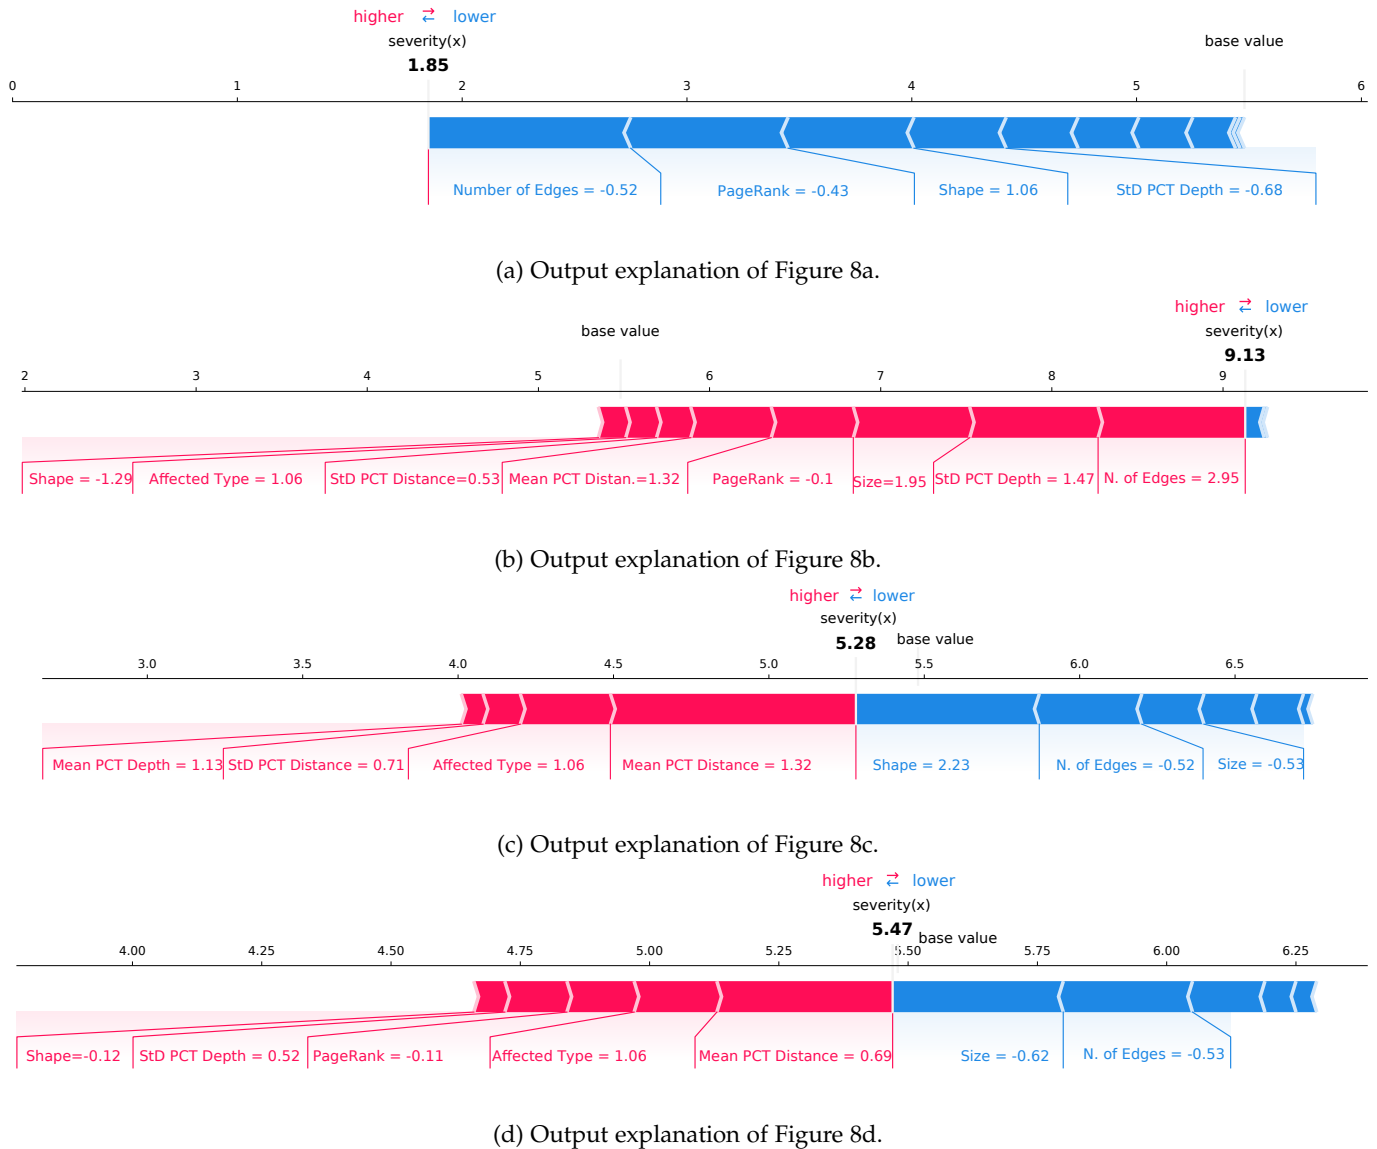 higher ⇄ lower
severity(x)
base value
1.85
0 1 2 3 4 5 6
Number of Edges = -0.52 PageRank = -0.43 Shape = 1.06 StD PCT Depth = -0.68
(a) Output explanation of Figure 8a.
higher ⇄ lower
base value severity(x)
9.13
2 3 4 5 6 7 8 9
Shape = -1.29 Affected Type = 1.06 StD PCT Distance=0.53 Mean PCT Distan.=1.32 PageRank = -0.1 Size=1.95 StD PCT Depth = 1.47 N. of Edges = 2.95
(b) Output explanation of Figure 8b.
higher ⇄ lower
severity(x)
5.28 base value
3.0 3.5 4.0 4.5 5.0 5.5 6.0 6.5
Mean PCT Depth = 1.13 StD PCT Distance = 0.71 Affected Type = 1.06 Mean PCT Distance = 1.32 Shape = 2.23 N. of Edges = -0.52 Size = -0.53
(c) Output explanation of Figure 8c.
higher ⇄ lower
severity(x)
5.47 base value
4.00 4.25 4.50 4.75 5.00 5.25 5.50 5.75 6.00 6.25
Shape=-0.12 StD PCT Depth = 0.52 PageRank = -0.11 Affected Type = 1.06 Mean PCT Distance = 0.69 Size = -0.62 N. of Edges = -0.53
(d) Output explanation of Figure 8d.